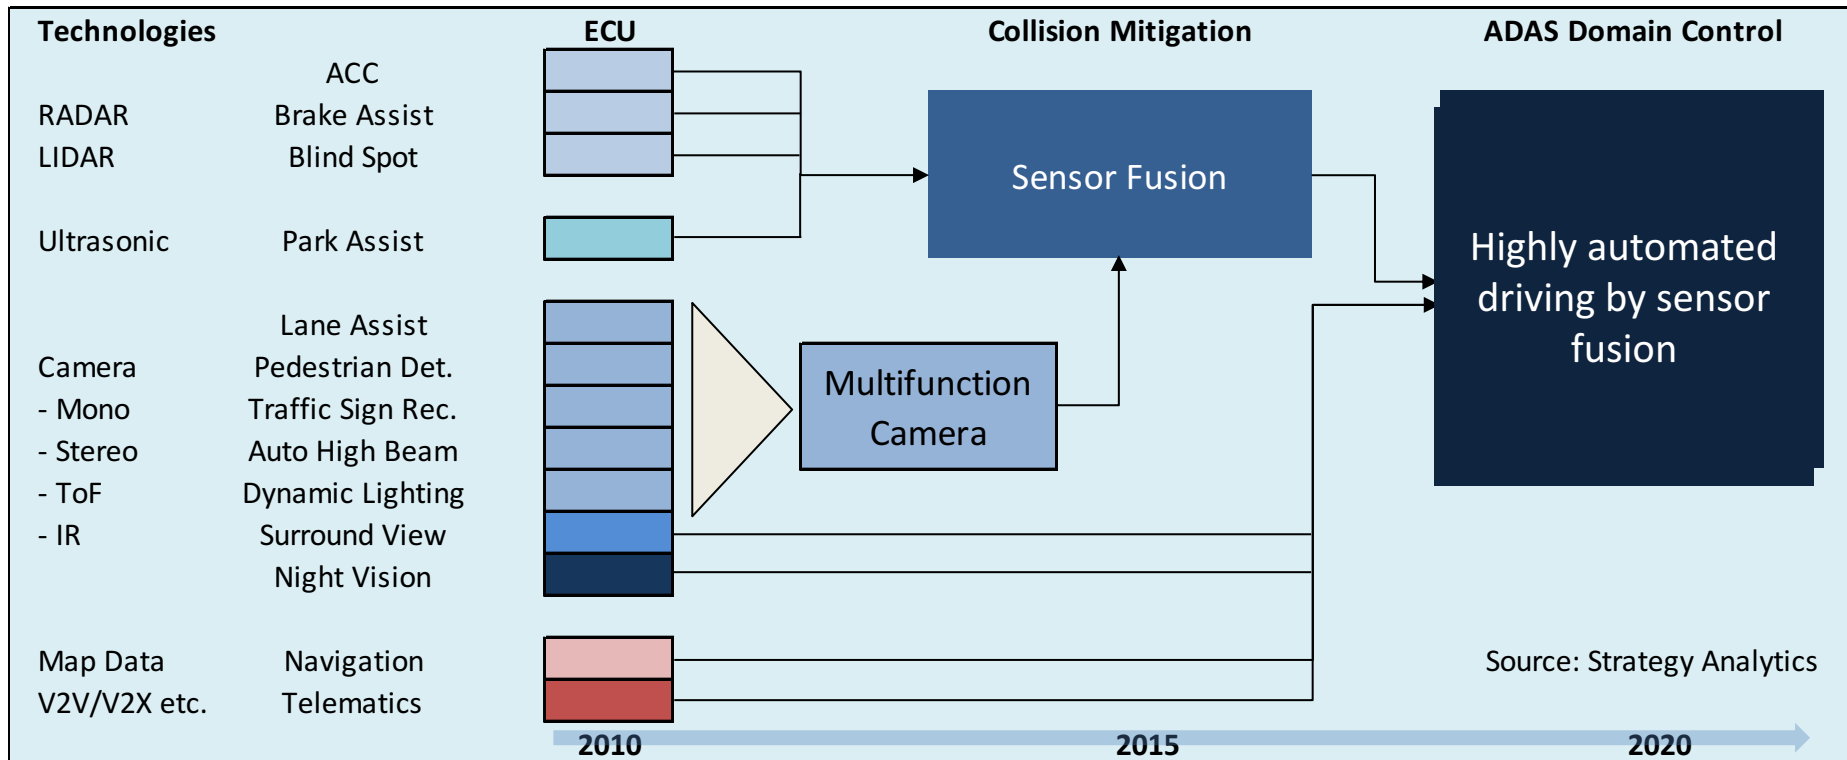 Technologies ECU Collision Mitigation ADAS Domain Control
ACC
RADAR Brake Assist
LIDAR Blind Spot
Sensor Fusion
Ultrasonic Park Assist
Highly automated
driving by sensor
fusion
Lane Assist
Camera Pedestrian Det.
- Mono Traffic Sign Rec.
- Stereo Auto High Beam
- ToF Dynamic Lighting
- IR Surround View
Night Vision
Multifunction
Camera
Map Data Navigation
V2V/V2X etc. Telematics
Source: Strategy Analytics
2010 2015 2020